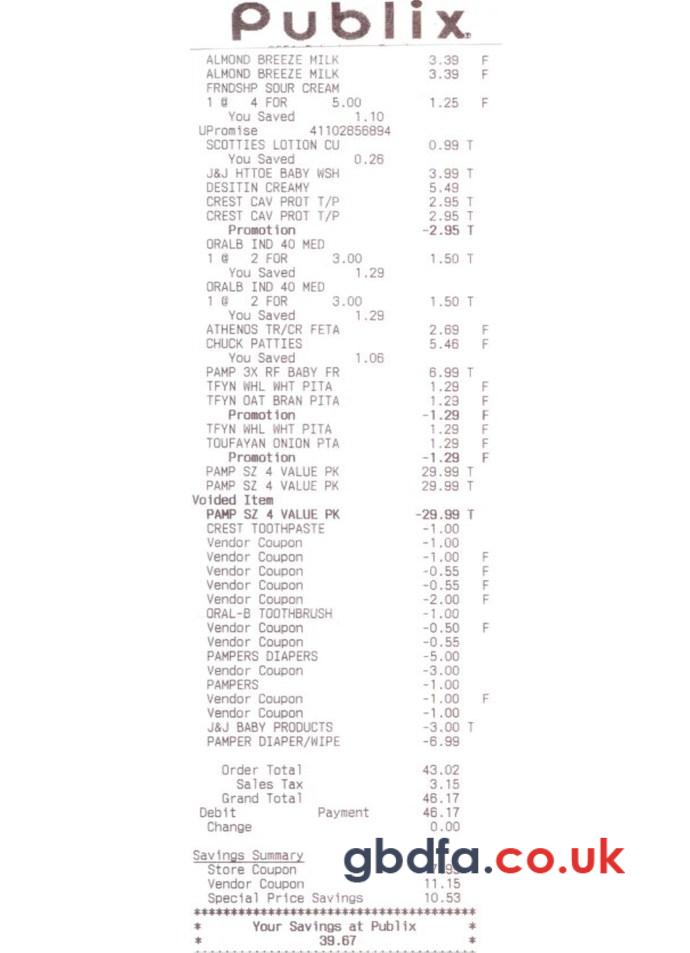 Publix
ALMOND BREEZE MILK 3.39 F
ALMOND BREEZE MILK 3.39 F
FRNDSHP SOUR CREAM
1 @ 4 FOR 5.00 1.25 F
You Saved 1.10
UPromise 41102856894
SCOTTIES LOTION CU 0.99 T
You Saved 0.26
J&J HTTOE BABY WSH 3.99 T
DESITIN CREAMY 5.49
CREST CAV PROT T/P 2.95 T
CREST CAV PROT T/P 2.95 T
Promotion -2.95 T
ORALB IND 40 MED
1 @ 2 FOR 3.00 1.50 T
You Saved 1.29
ORALB IND 40 MED
1 @ 2 FOR 3.00 1.50 T
You Saved 1.29
ATHENOS TR/CR FETA 2.69 F
CHUCK PATTIES 5.46 F
You Saved 1.06
PAMP 3X RF BABY FR 6.99 T
TFYN WHL WHT PITA 1.29 F
TFYN OAT BRAN PITA 1.29 F
Promotion -1.29 F
TFYN WHL WHT PITA 1.29 F
TOUFAYAN ONION PTA 1.29 F
Promotion -1.29 F
PAMP SZ 4 VALUE PK 29.99 T
PAMP SZ 4 VALUE PK 29.99 T
Voided Item
PAMP SZ 4 VALUE PK -29.99 T
CREST TOOTHPASTE -1.00
Vendor Coupon -1.00
Vendor Coupon -1.00 F
Vendor Coupon -0.55 F
Vendor Coupon -0.55 F
Vendor Coupon -2.00 F
ORAL-B TOOTHBRUSH -1.00
Vendor Coupon -0.50 F
Vendor Coupon -0.55
PAMPERS DIAPERS -5.00
Vendor Coupon -3.00
PAMPERS -1.00
Vendor Coupon -1.00 F
Vendor Coupon -1.00
J&J BABY PRODUCTS -3.00 T
PAMPER DIAPER/WIPE -6.99
Order Total 43.02
Sales Tax 3.15
Grand Total 46.17
Debit Payment 46.17
Change 0.00
Savings Summary
gbdfa.co.uk
Store Coupon
Vendor Coupon 11.15
Special Price Savings 10.53
****************************************
* Your Savings at Publix *
* 39.67 *